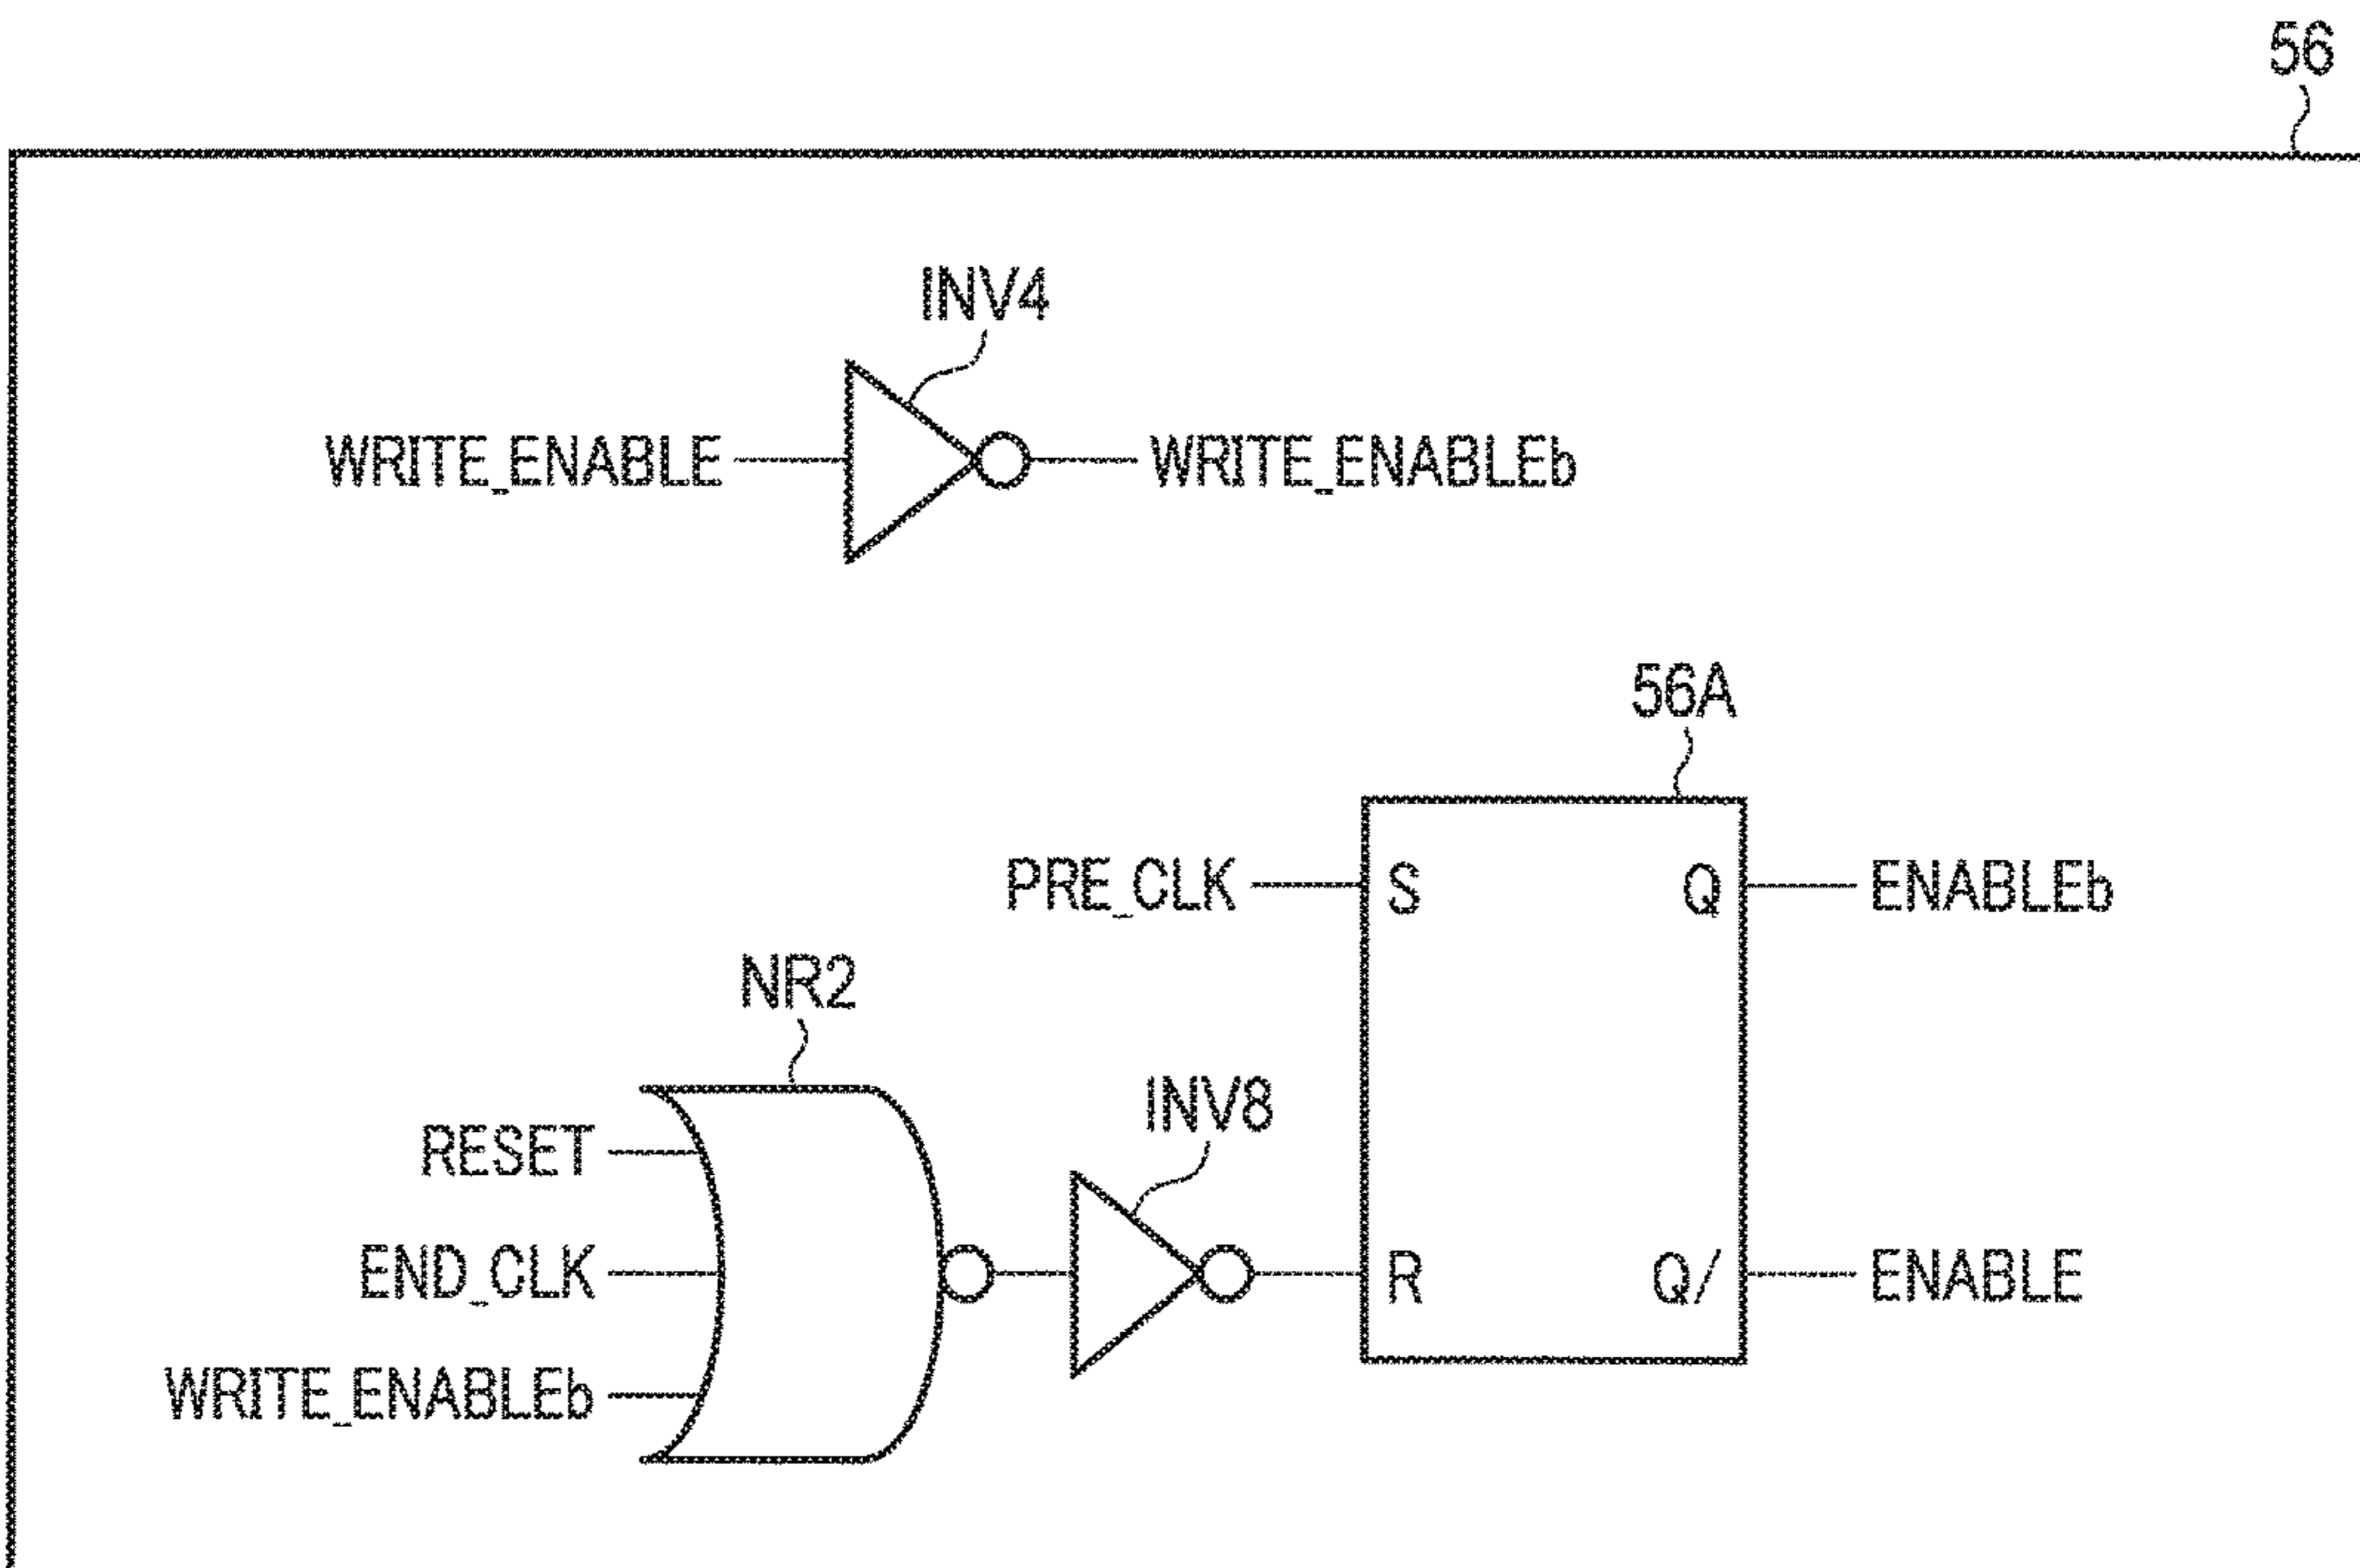 56
INV4
WRITE_ENABLE
WRITE_ENABLEb
56A
PRE_CLK
S
Q
ENABLEb
NR2
INV8
RESET
END_CLK
R
Q/
ENABLE
WRITE_ENABLEb